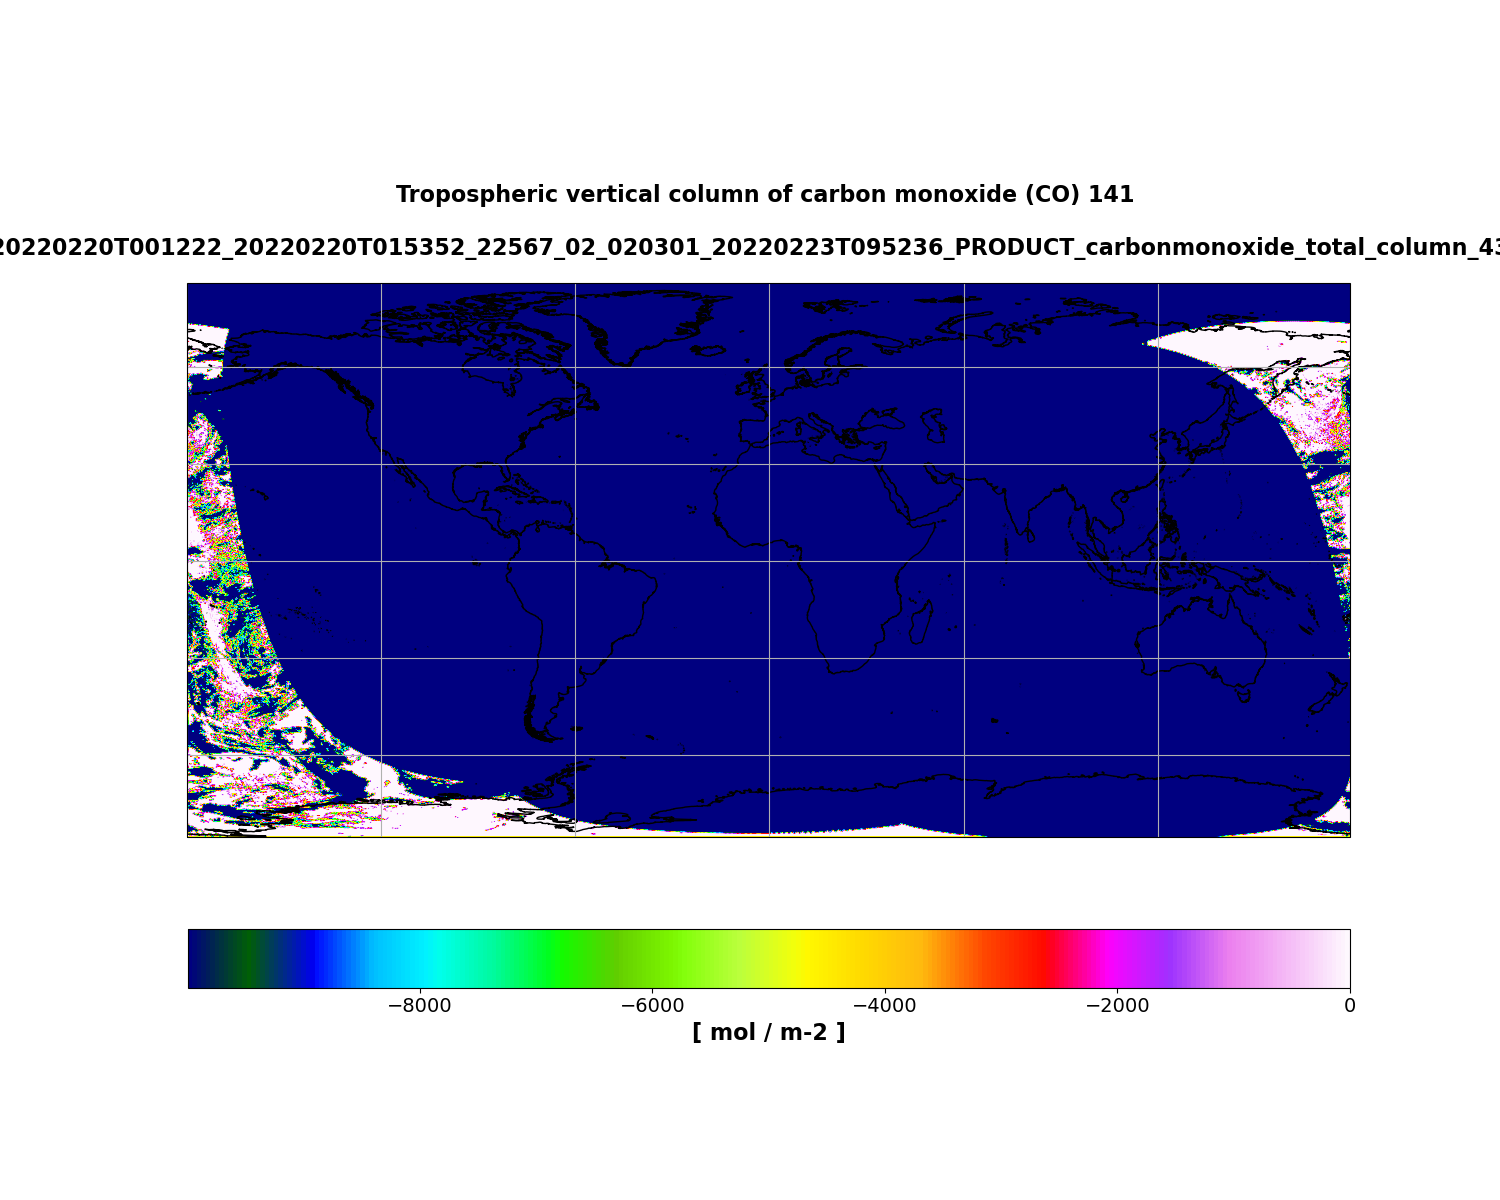 Tropospheric vertical column of carbon monoxide (CO) 141
20220220T001222_20220220T015352_22567_02_020301_20220223T095236_PRODUCT_carbonmonoxide_total_column_43
−8000 −6000 −4000 −2000 0
[ mol / m-2 ]